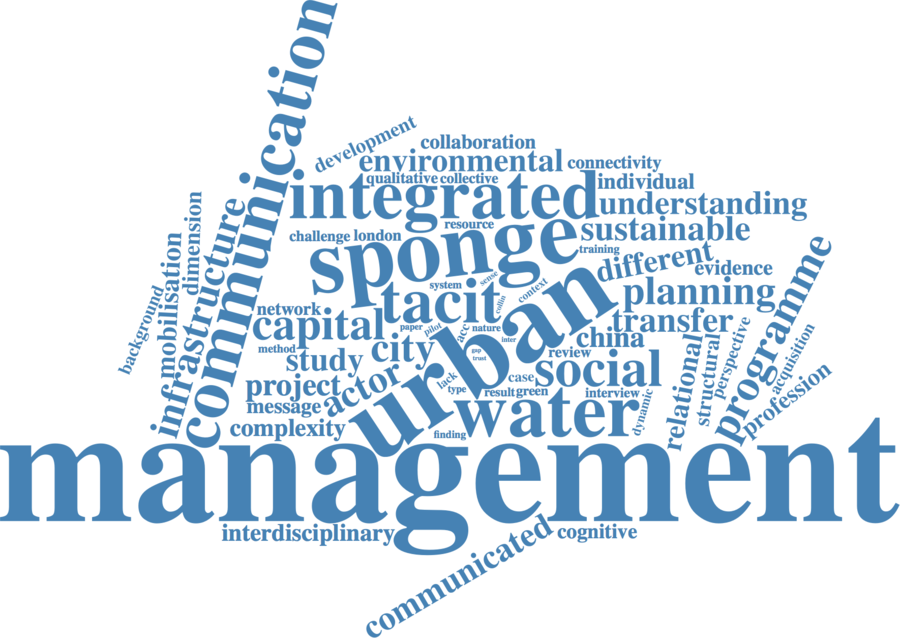 communication
development
collaboration
environmental
connectivity
qualitative
collective
integrated
individual
understanding
resource
challenge
london
sponge
sustainable
training
different
evidence
dimension
infrastructure
mobilisation
background
system
sense
context
collin
tacit
planning
programme
network
capital
paper
pilot
acc
nature
inter
transfer
china
urban
method
study
city
gap
trust
review
social
relational
structural
perspective
acquisition
profession
project
actor
lack
type
case
result
green
interview
dynamic
message
water
complexity
finding
management
interdisciplinary
communicated
cognitive